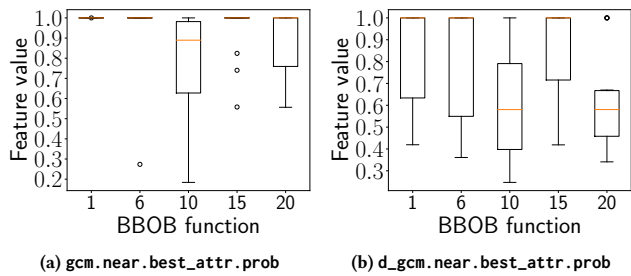 1.0
0.9
0.8
0.7
0.6
0.5
0.4
0.3
0.2
Feature value
1 6 10 15 20
BBOB function
(a) gcm.near.best_attr.prob
1.0
0.9
0.8
0.7
0.6
0.5
0.4
0.3
Feature value
1 6 10 15 20
BBOB function
(b) d_gcm.near.best_attr.prob